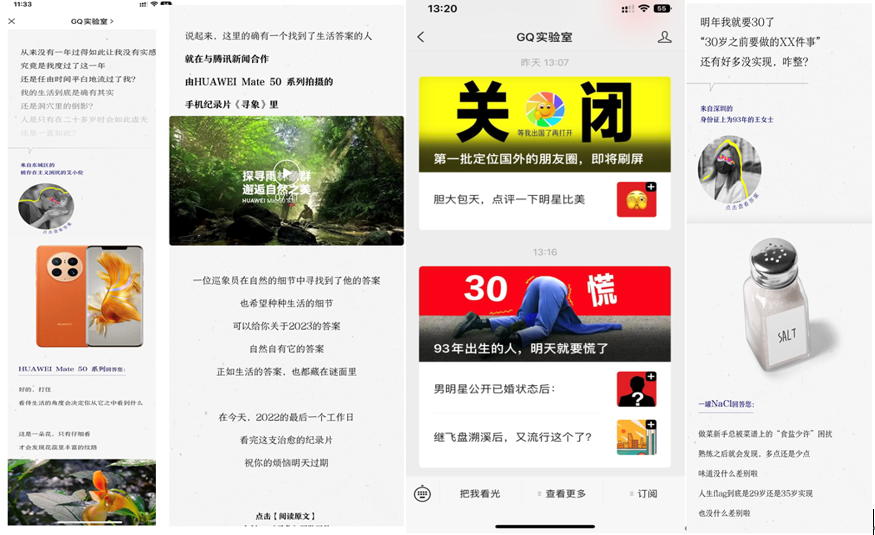 11:33
GQ实验室 >
从来没有一年过得如此让我没有实感
究竟是我度过了这一年
还是任由时间平白地流过了我?
我的生活到底是确有其实
还是洞穴里的倒影?
人是只有在二十多岁时会如此虚无
还是一直如此?
来自东城区的
被存在主义困扰的艾小伦
点击查看答案
HUAWEI Mate 50 系列回答您:
好的,打住
看待生活的角度会决定你从它之中看到什么
这是一朵花,只有仔细看
才会发现花蕊里丰富的纹路
说起来,这里的确有一个找到了生活答案的人
就在与腾讯新闻合作
由HUAWEI Mate 50 系列拍摄的
手机纪录片《寻象》里
探寻雨林象群
邂逅自然之美
一位巡象员在自然的细节中寻找到了他的答案
也希望种种生活的细节
可以给你关于2023的答案
自然自有它的答案
正如生活的答案,也都藏在谜面里
在今天,2022的最后一个工作日
看完这支治愈的纪录片
祝你的烦恼明天过期
点击【阅读原文】
13:20
55
GQ实验室
昨天 13:07
关闭
等我出国了再打开
第一批定位国外的朋友圈,即将刷屏
胆大包天,点评一下明星比美
13:16
30 慌
93年出生的人,明天就要慌了
男明星公开已婚状态后:
继飞盘溯溪后,又流行这个了?
把我看光
查看更多
订阅
明年我就要30了
“30岁之前要做的XX件事”
还有好多没实现,咋整?
来自深圳的
身份证上为93年的王女士
点击查看答案
SALT
一罐NaCl回答您:
做菜新手总被菜谱上的“食盐少许”困扰
熟练之后就会发现,多点还是少点
味道没什么差别啦
人生flag到底是29岁还是35岁实现
也没什么差别啦